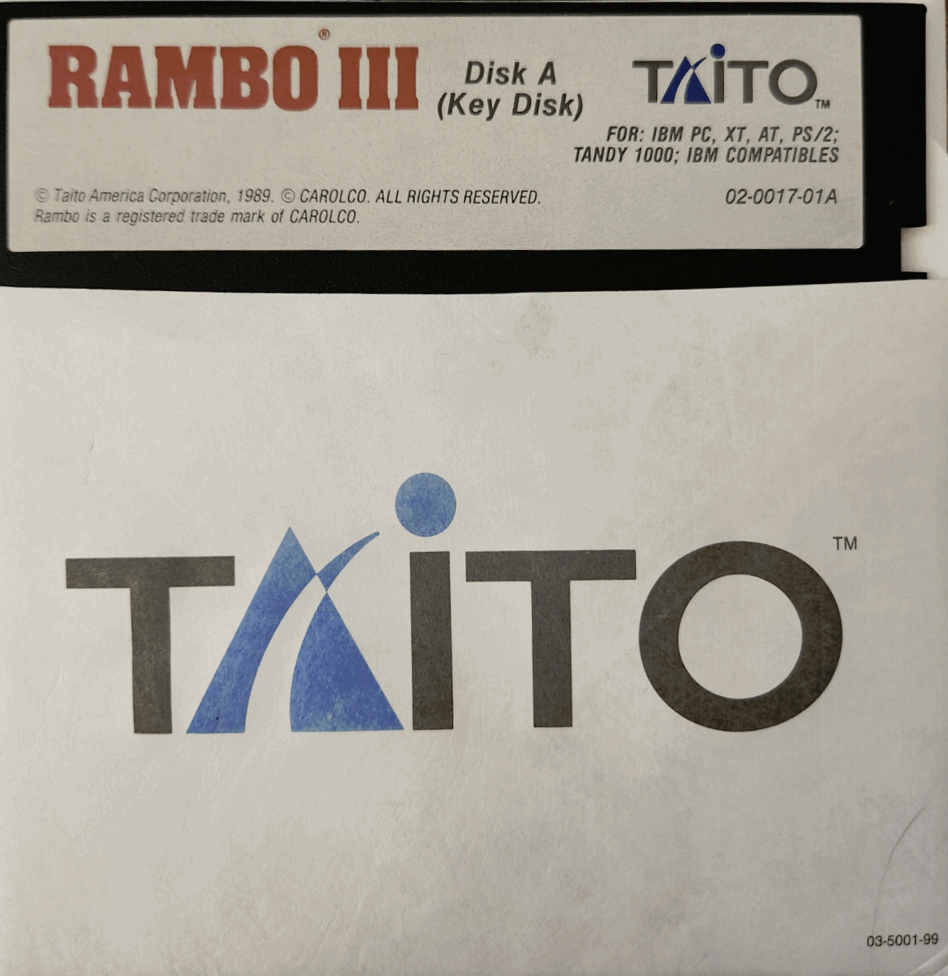 RAMBO® III
Disk A
(Key Disk)
TAiTO™
FOR: IBM PC, XT, AT, PS/2;
TANDY 1000; IBM COMPATIBLES
© Taito America Corporation, 1989. © CAROLCO. ALL RIGHTS RESERVED.
Rambo is a registered trade mark of CAROLCO.
02-0017-01A
TAiTO™
03-5001-99